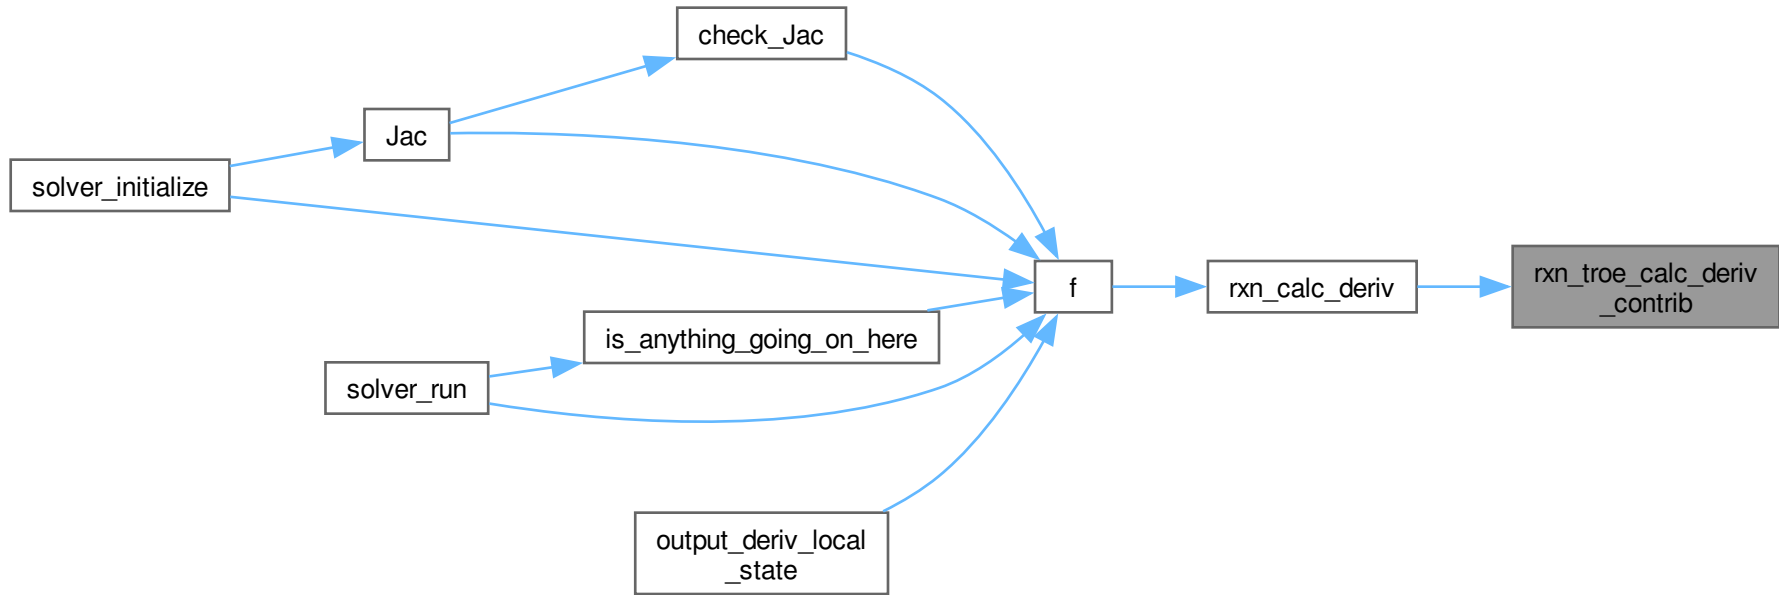 check_Jac
Jac
solver_initialize
f
rxn_calc_deriv
rxn_troe_calc_deriv
_contrib
is_anything_going_on_here
solver_run
output_deriv_local
_state